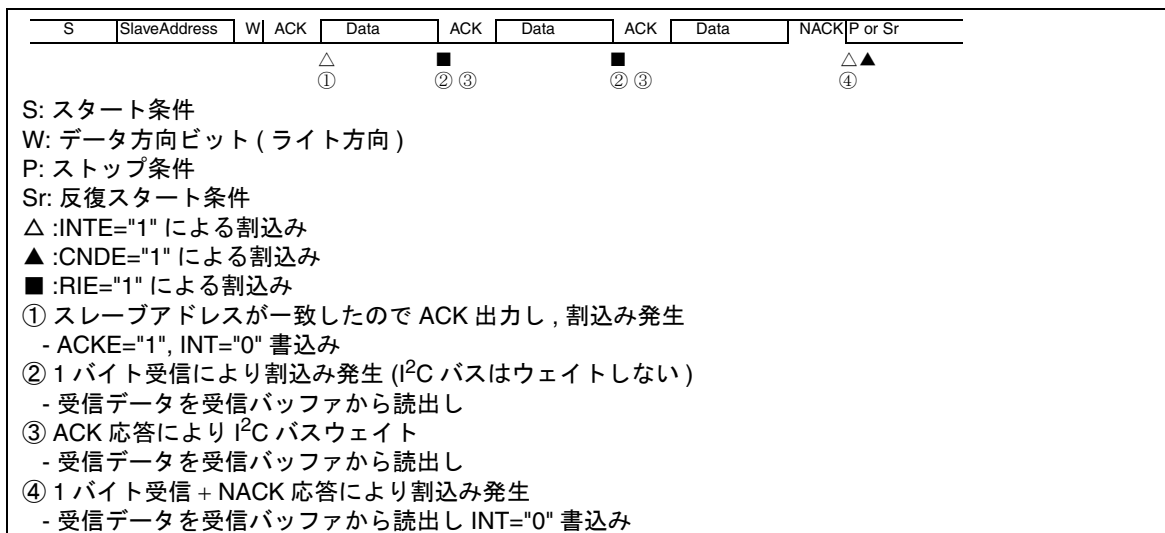 S SlaveAddress W ACK Data ACK Data ACK Data NACK P or Sr
△ ■ ■ △▲
① ② ③ ② ③ ④
S: スタート条件
W: データ方向ビット ( ライト方向 )
P: ストップ条件
Sr: 反復スタート条件
△ :INTE="1" による割込み
▲ :CNDE="1" による割込み
■ :RIE="1" による割込み
① スレーブアドレスが一致したので ACK 出力し , 割込み発生
- ACKE="1", INT="0" 書込み
② 1 バイト受信により割込み発生 (I²C バスはウェイトしない )
- 受信データを受信バッファから読出し
③ ACK 応答により I²C バスウェイト
- 受信データを受信バッファから読出し
④ 1 バイト受信 + NACK 応答により割込み発生
- 受信データを受信バッファから読出し INT="0" 書込み